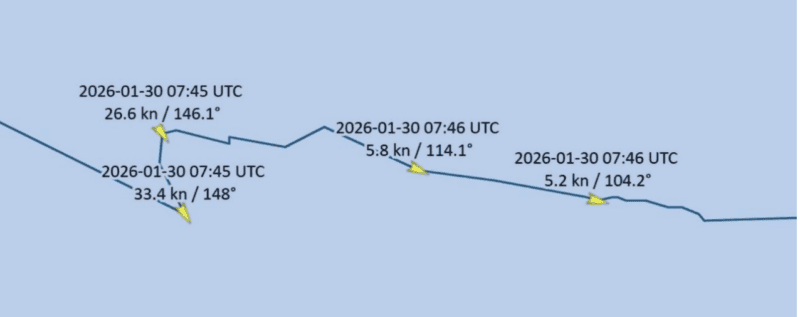 2026-01-30 07:45 UTC
26.6 kn / 146.1°
2026-01-30 07:45 UTC
33.4 kn / 148°
2026-01-30 07:46 UTC
5.8 kn / 114.1°
2026-01-30 07:46 UTC
5.2 kn / 104.2°